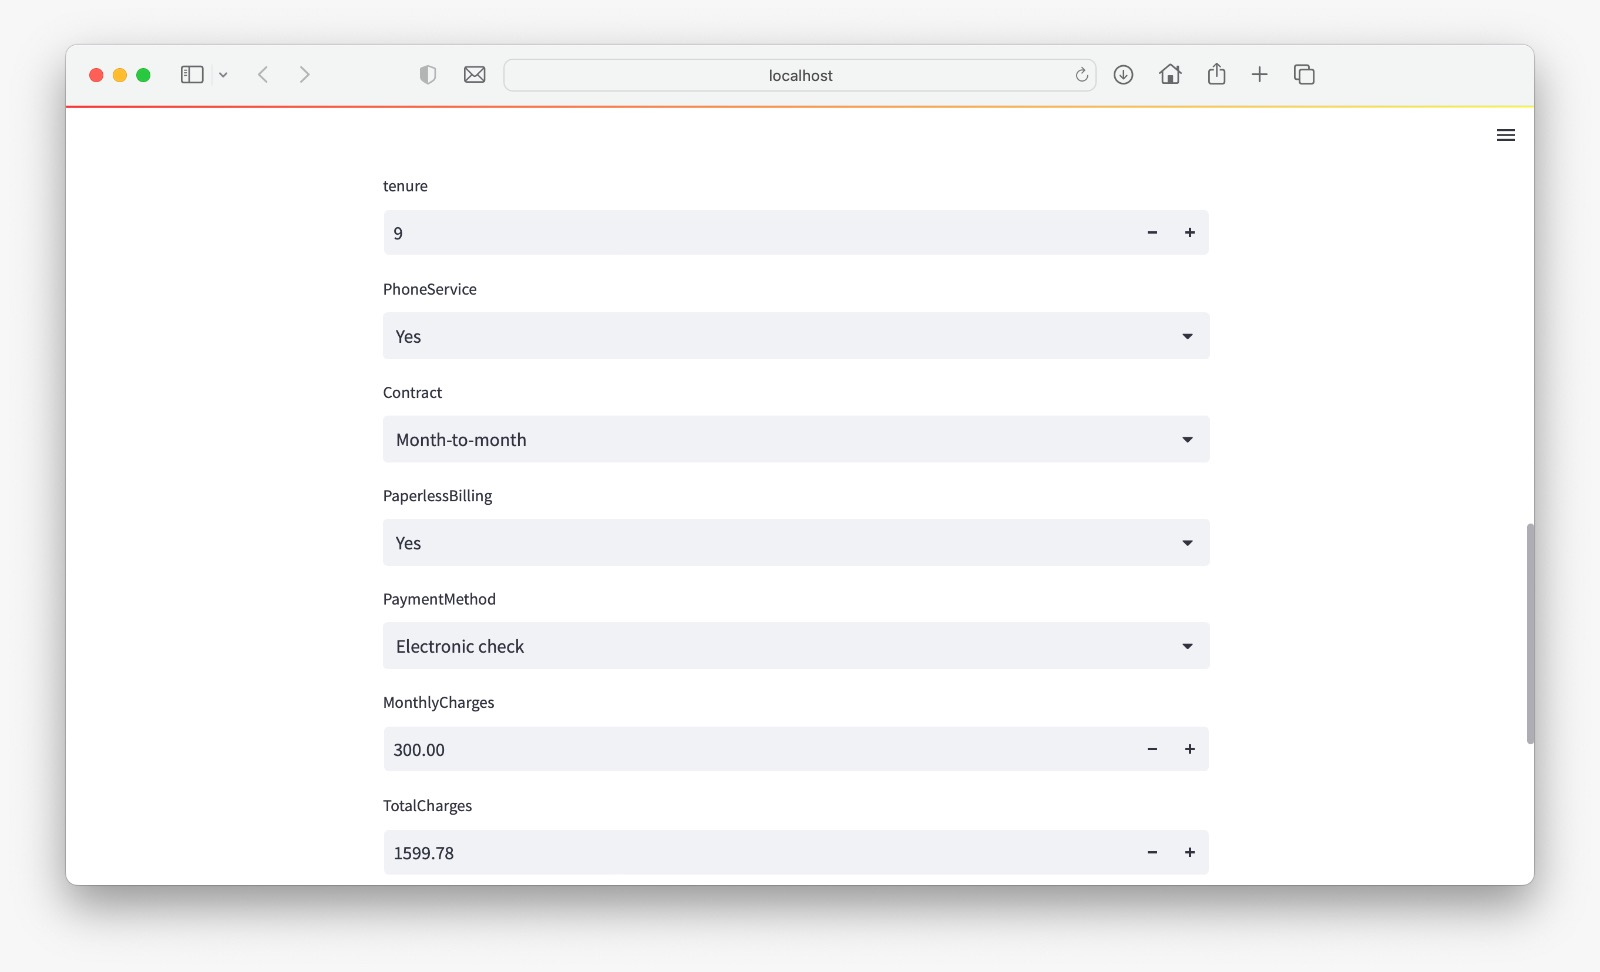 localhost
tenure
9
PhoneService
Yes
Contract
Month-to-month
PaperlessBilling
Yes
PaymentMethod
Electronic check
MonthlyCharges
300.00
TotalCharges
1599.78